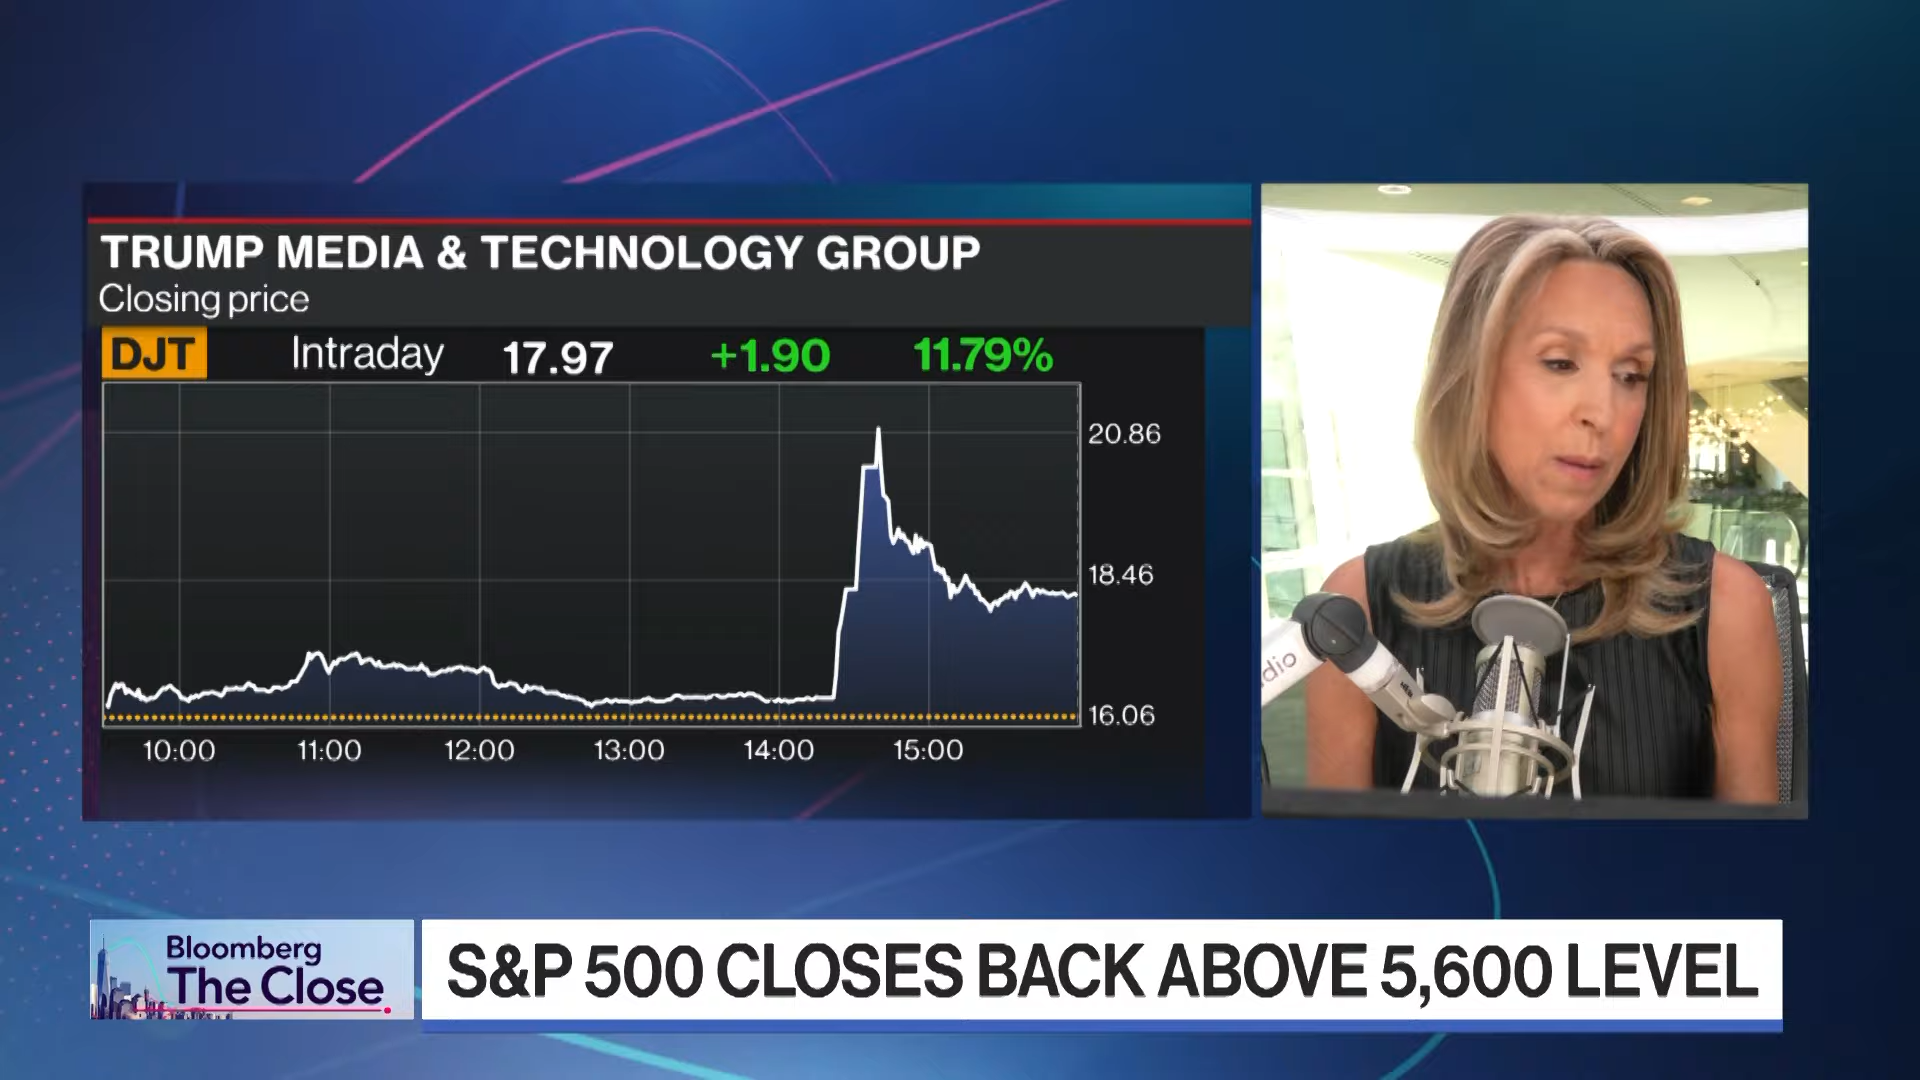 TRUMP MEDIA & TECHNOLOGY GROUP
Closing price
DJT Intraday 17.97 +1.90 11.79%
20.86
18.46
16.06
10:00 11:00 12:00 13:00 14:00 15:00
dio
Bloomberg
The Close
S&P 500 CLOSES BACK ABOVE 5,600 LEVEL